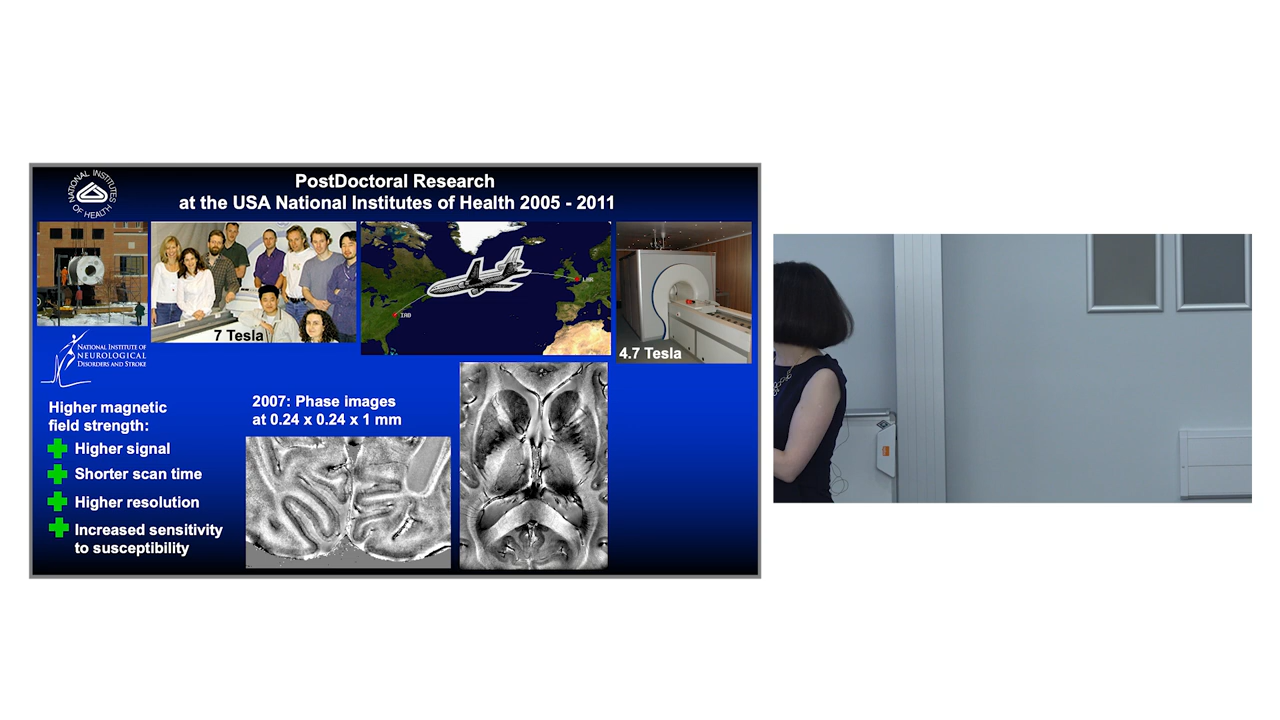 NATIONAL INSTITUTES
OF HEALTH
PostDoctoral Research
at the USA National Institutes of Health 2005 - 2011
7 Tesla
IAD
4.7 Tesla
NATIONAL INSTITUTE OF
NEUROLOGICAL
DISORDERS AND STROKE
Higher magnetic
field strength:
Higher signal
Shorter scan time
Higher resolution
Increased sensitivity
to susceptibility
2007: Phase images
at 0.24 x 0.24 x 1 mm